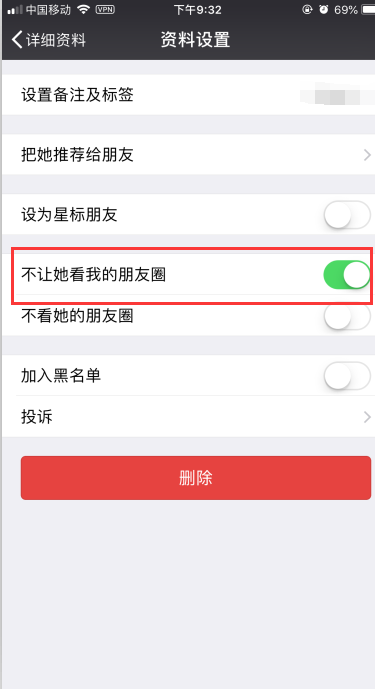 中国移动 VPN 下午9:32 69%
详细资料 资料设置
设置备注及标签
把她推荐给朋友
设为星标朋友
不让她看我的朋友圈
不看她的朋友圈
加入黑名单
投诉
删除